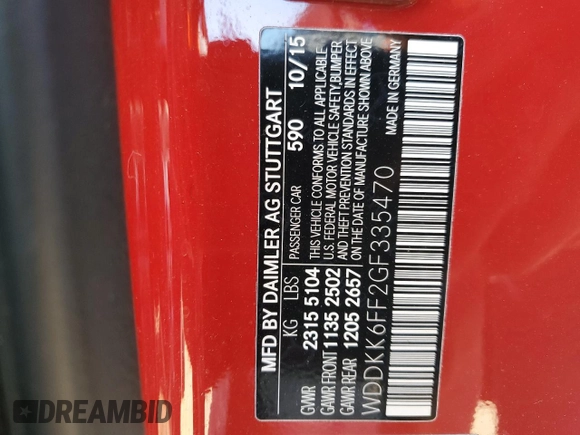 MFD BY DAIMLER AG STUTTGART
KG LBS PASSENGER CAR 590 10/15
GVWR 2315 5104 THIS VEHICLE CONFORMS TO ALL APPLICABLE
GAWR FRONT 1135 2502 U.S. FEDERAL MOTOR VEHICLE SAFETY,BUMPER
GAWR REAR 1205 2657 AND THEFT PREVENTION STANDARDS IN EFFECT
ON THE DATE OF MANUFACTURE SHOWN ABOVE
WDDKK6FF2GF335470 MADE IN GERMANY
DREAMBID